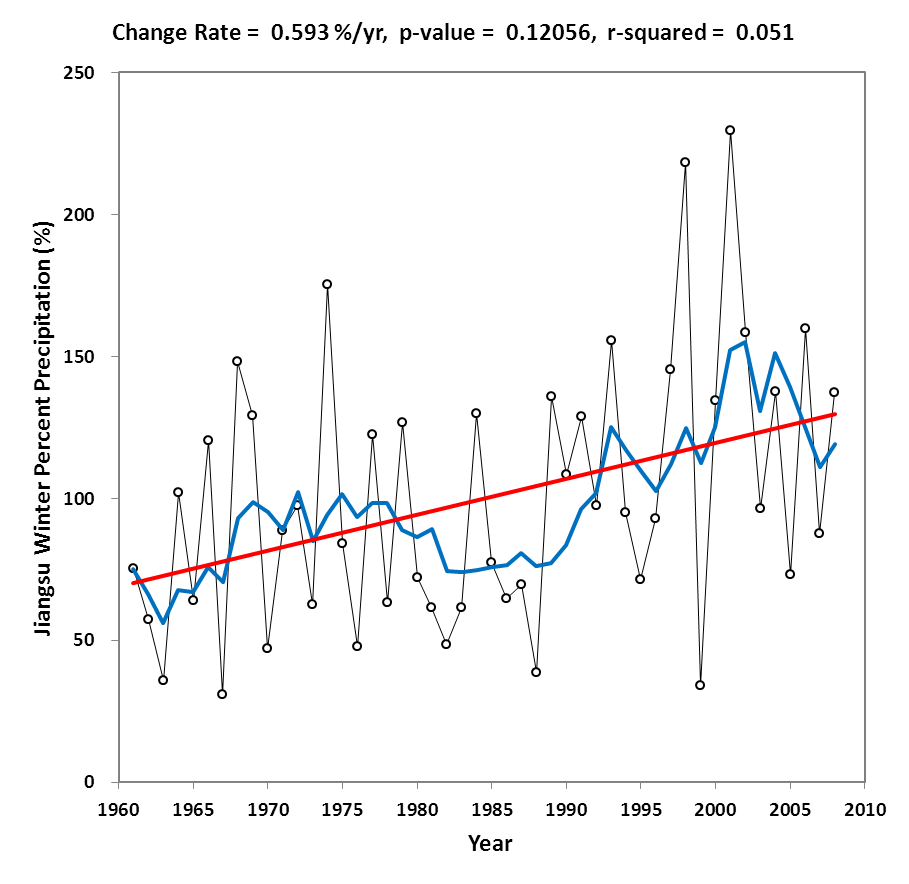 Change Rate = 0.593 %/yr, p-value = 0.12056, r-squared = 0.051
250
200
150
100
50
0
Jiangsu Winter Percent Precipitation (%)
1960 1965 1970 1975 1980 1985 1990 1995 2000 2005 2010
Year